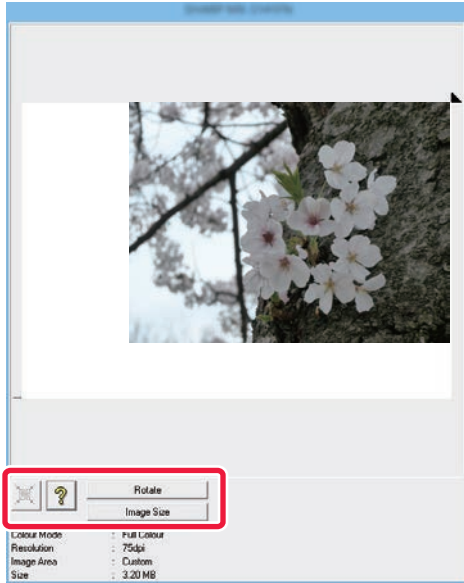 ?
Rotate
Image Size
Colour Mode : Full Colour
Resolution : 75dpi
Image Area : Custom
Size : 3.20 MB